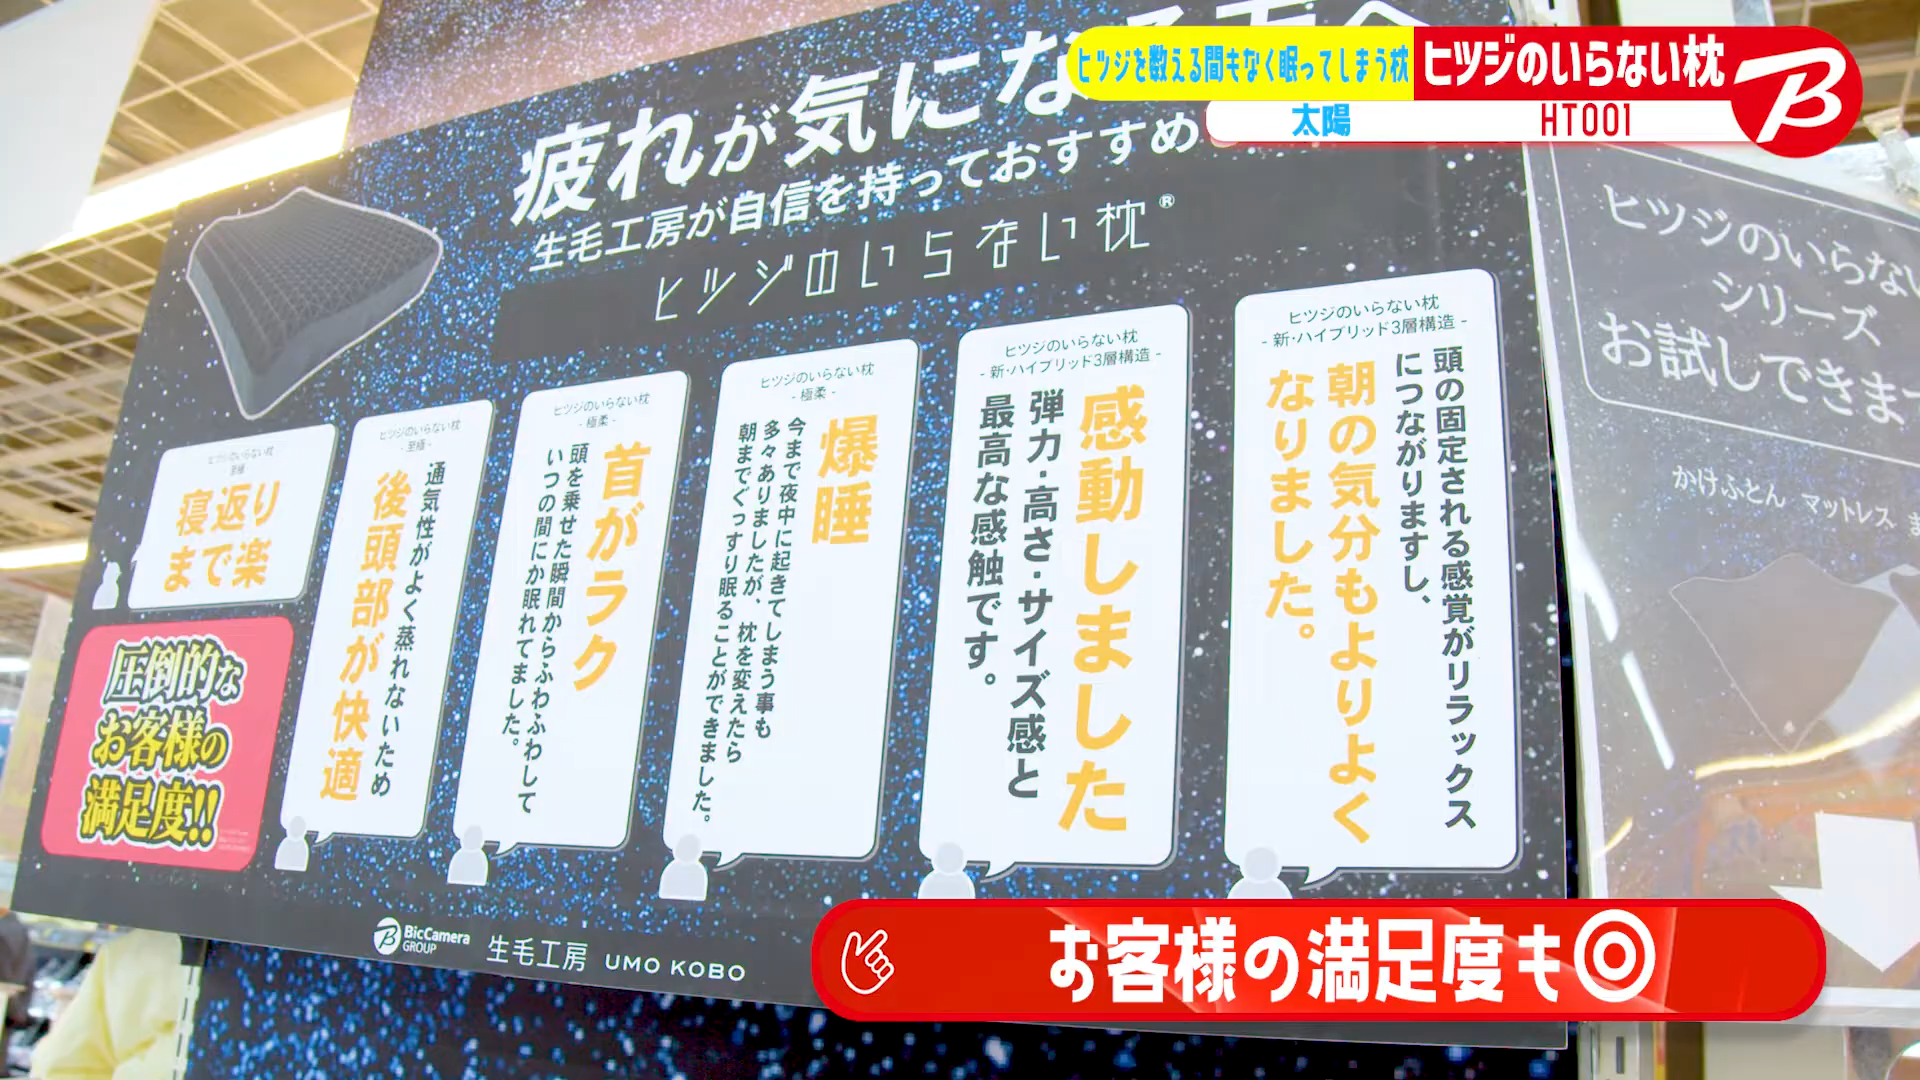 ヒツジを数える間もなく眠ってしまう枕
ヒツジのいらない枕
太陽
HT001
疲れが気になる方へ
生毛工房が自信を持っておすすめ
ヒツジのいらない枕®
ヒツジのいらない枕
至極
寝返り
まで楽
ヒツジのいらない枕
- 至極 -
通気性がよく蒸れないため
後頭部が快適
ヒツジのいらない枕
- 極柔 -
首がラク
頭を乗せた瞬間からふわふわして
いつの間にか眠れてました。
ヒツジのいらない枕
- 極柔 -
爆睡
今まで夜中に起きてしまう事も
多々ありましたが、枕を変えたら
朝までぐっすり眠ることができました。
ヒツジのいらない枕
- 新・ハイブリッド3層構造 -
感動しました
弾力・高さ・サイズ感と
最高な感触です。
ヒツジのいらない枕
- 新・ハイブリッド3層構造 -
頭の固定される感覚がリラックス
につながりますし、
朝の気分もよりよく
なりました。
圧倒的な
お客様の
満足度!!
BicCamera
GROUP
生毛工房 UMO KOBO
ヒツジのいらない
シリーズ
お試しできます
かけふとん マットレス
お客様の満足度も◎